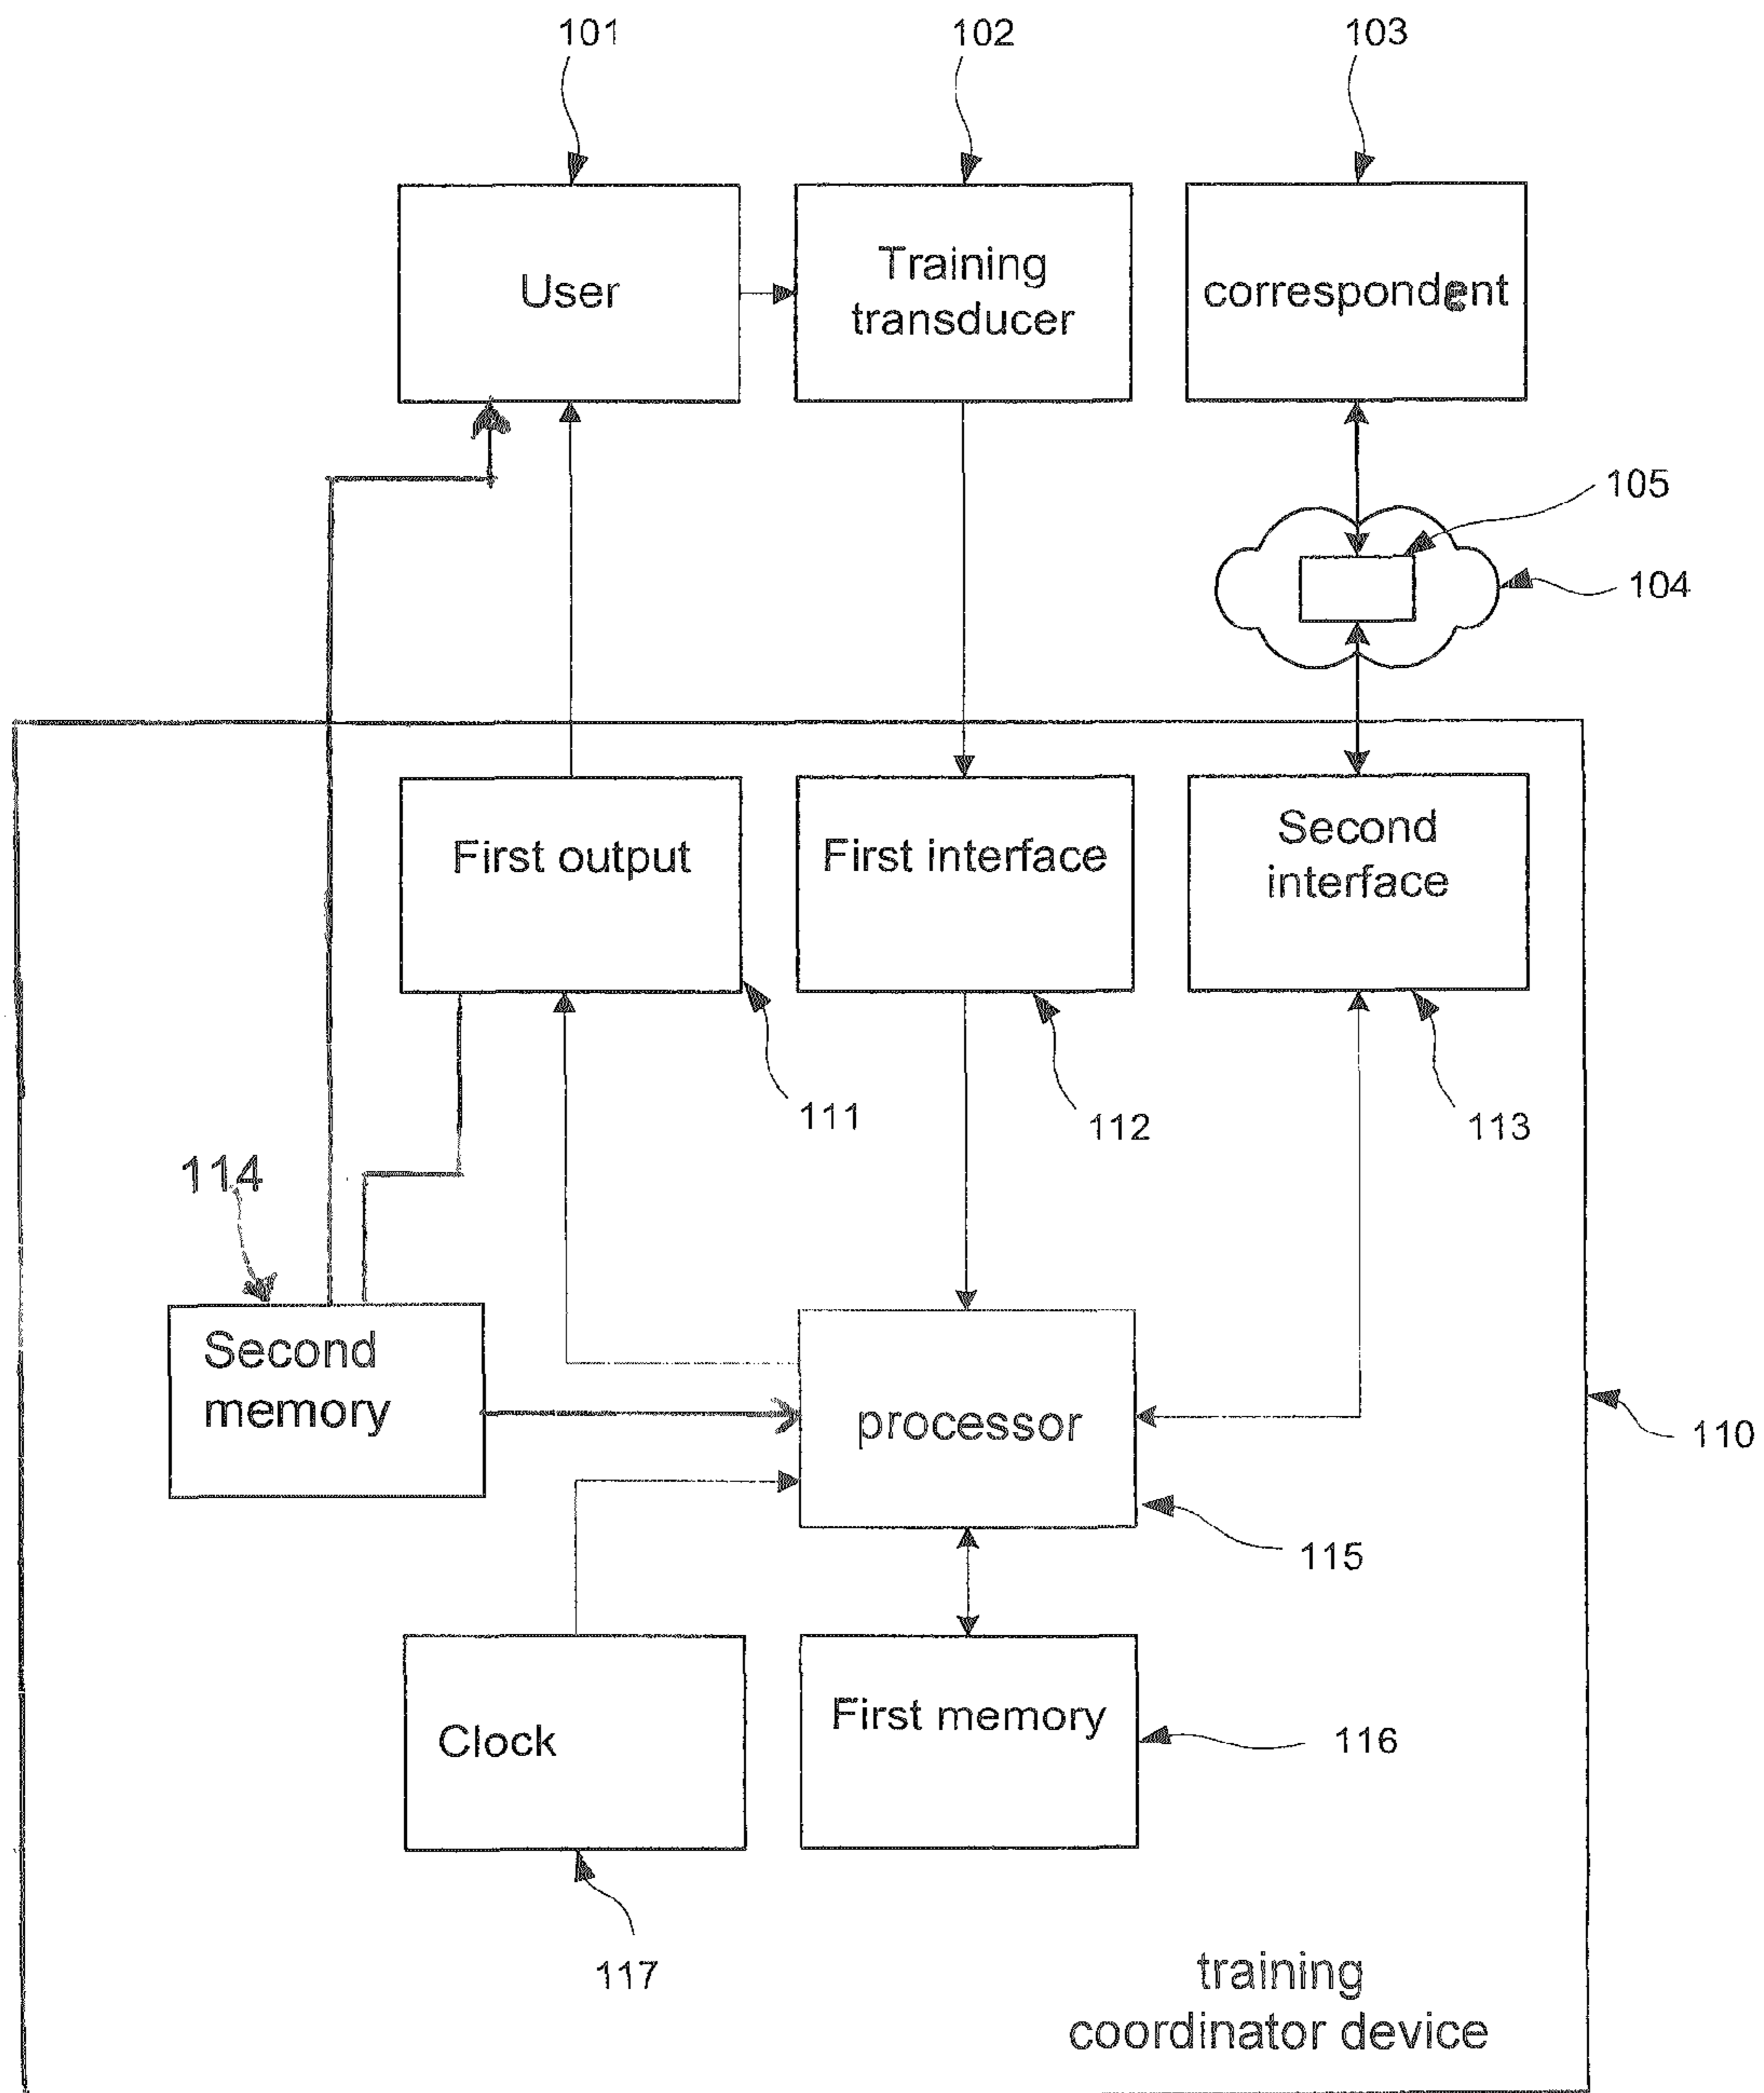 101
102
103
User
Training
transducer
correspondent
105
104
First output
First interface
Second
interface
111
112
113
114
Second
memory
processor
110
115
Clock
First memory
116
117
training
coordinator device